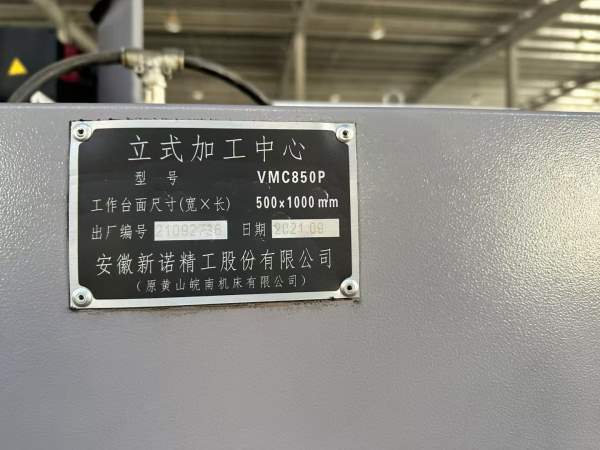 立式加工中心
型 号 VMC850P
工作台面尺寸(宽×长) 500x1000mm
出厂编号 21092736 日期 2021.09
安徽新诺精工股份有限公司
(原黄山皖南机床有限公司)